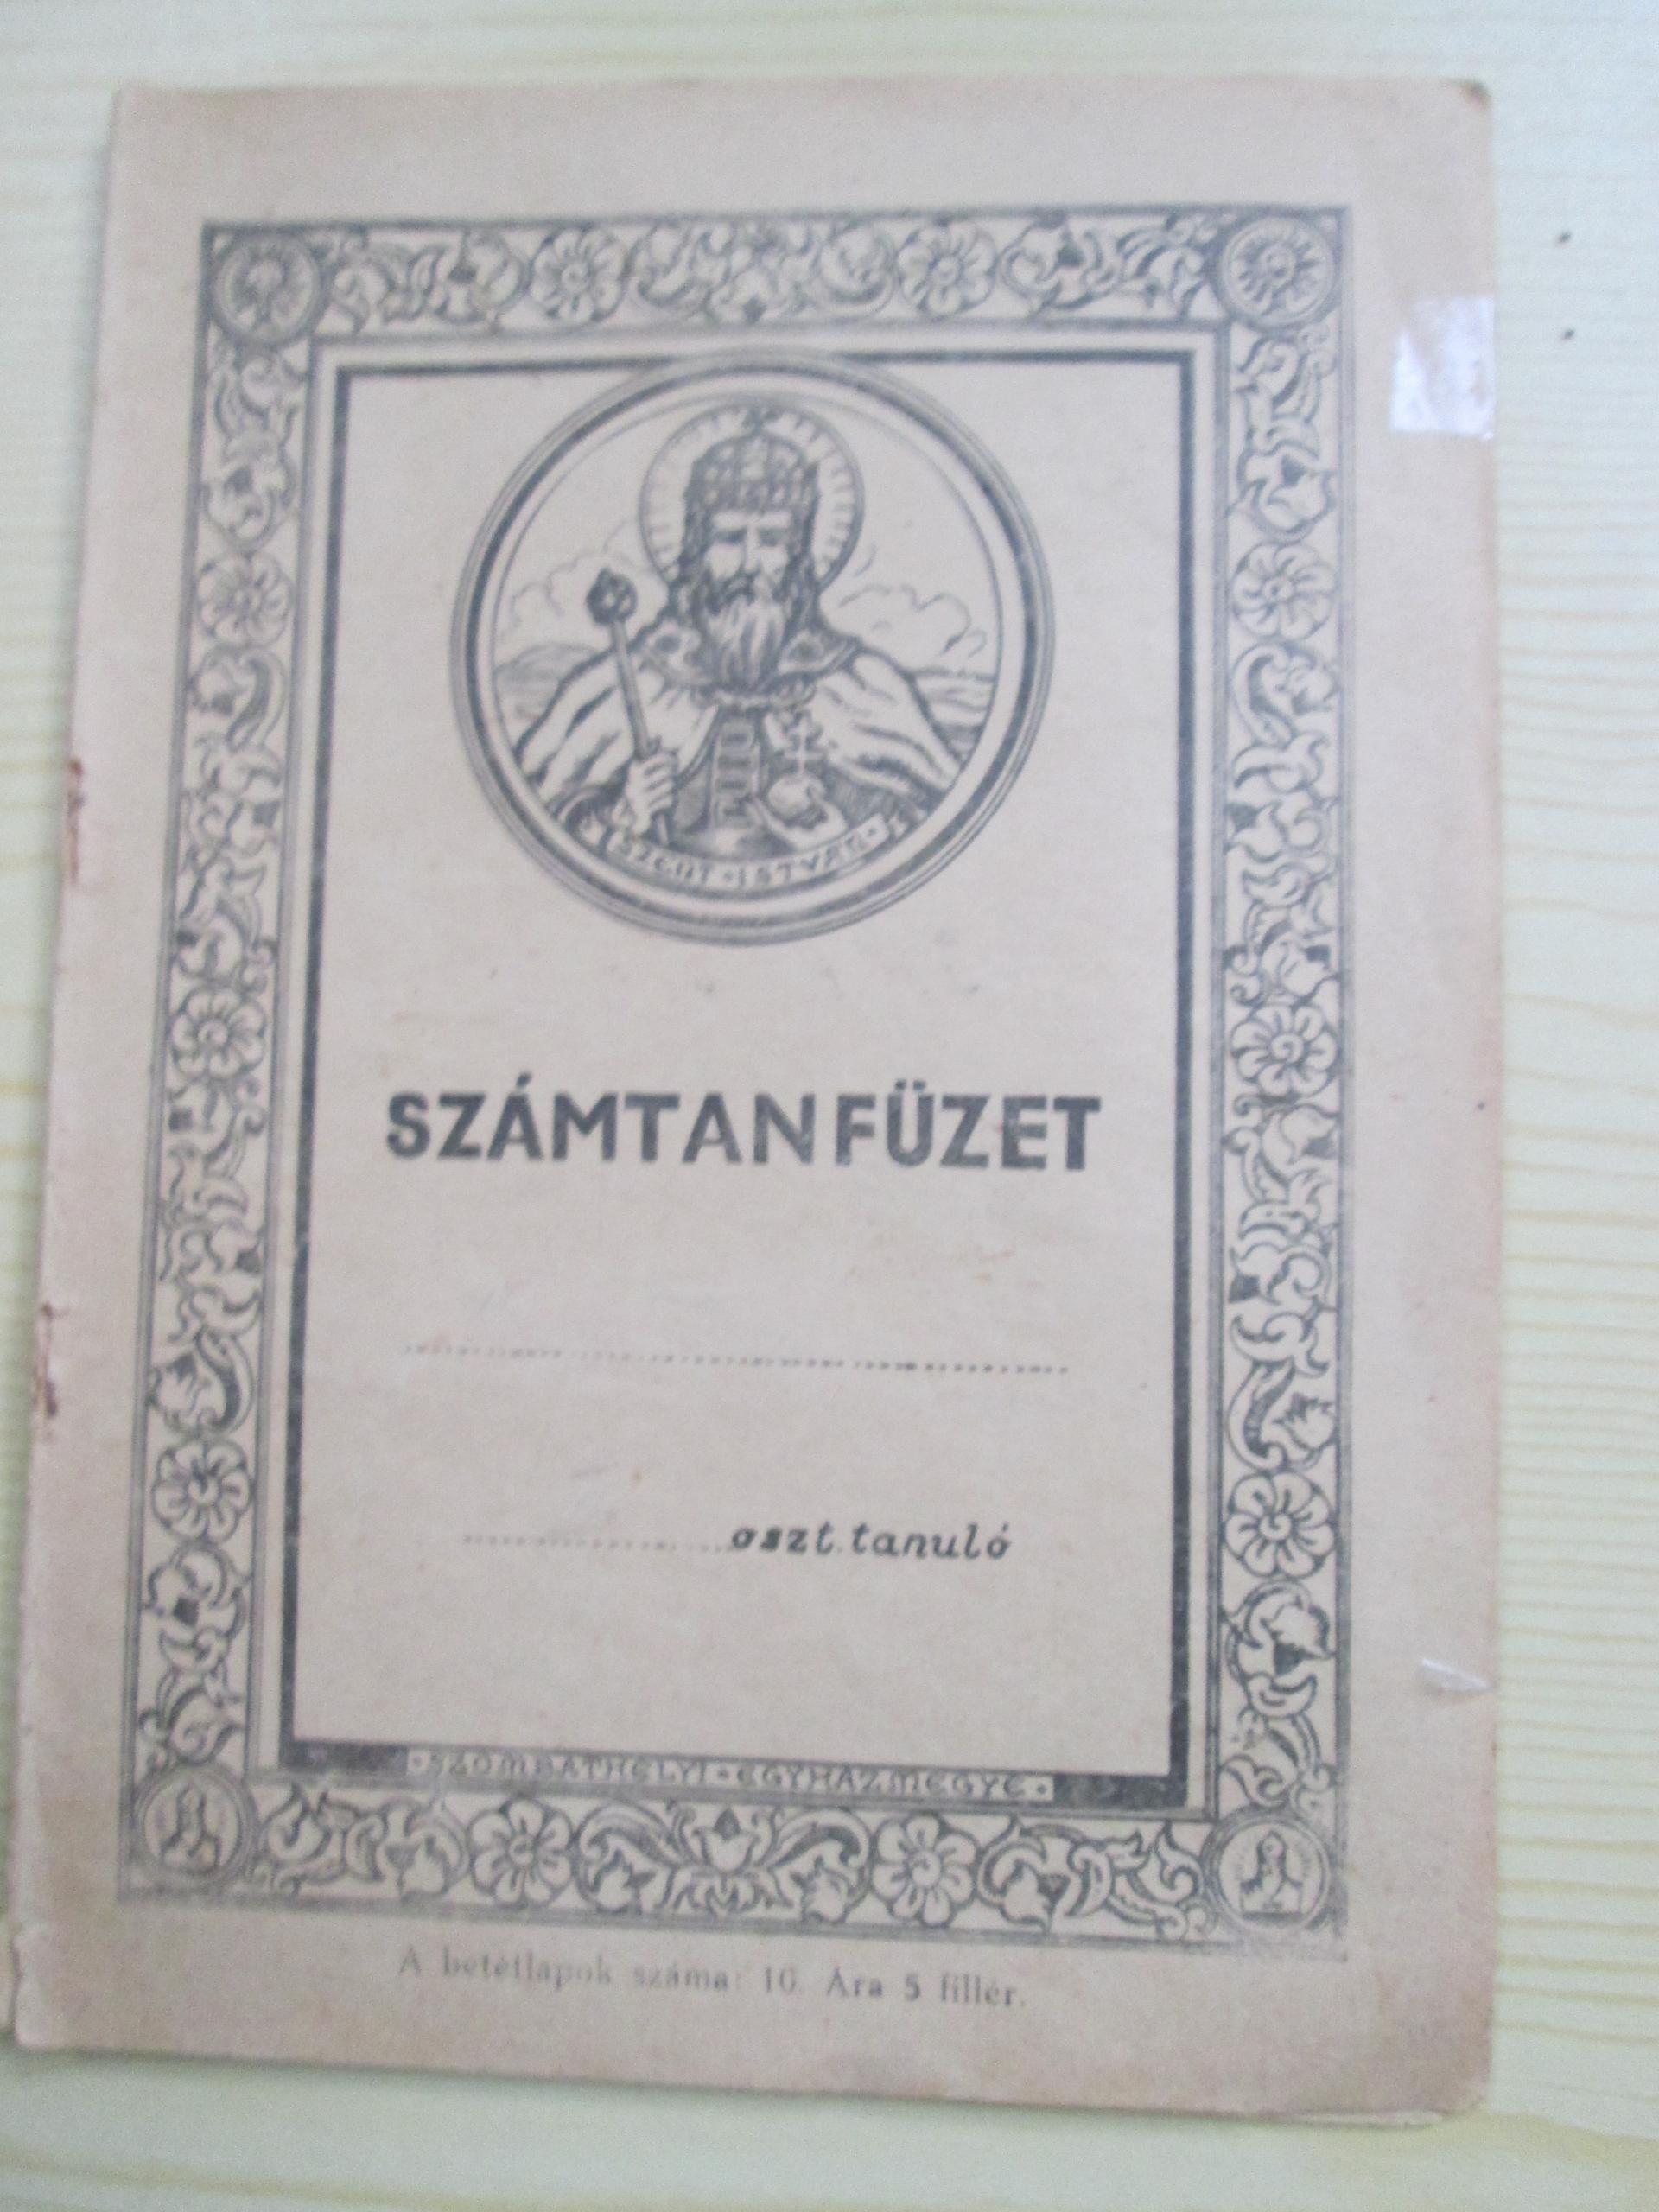 SZENT • ISTVÁN •
SZÁMTANFÜZET
oszt. tanuló
• SZOMBATHELYI • EGYHÁZMEGYE •
A betétlapok száma: 10. Ára 5 fillér.